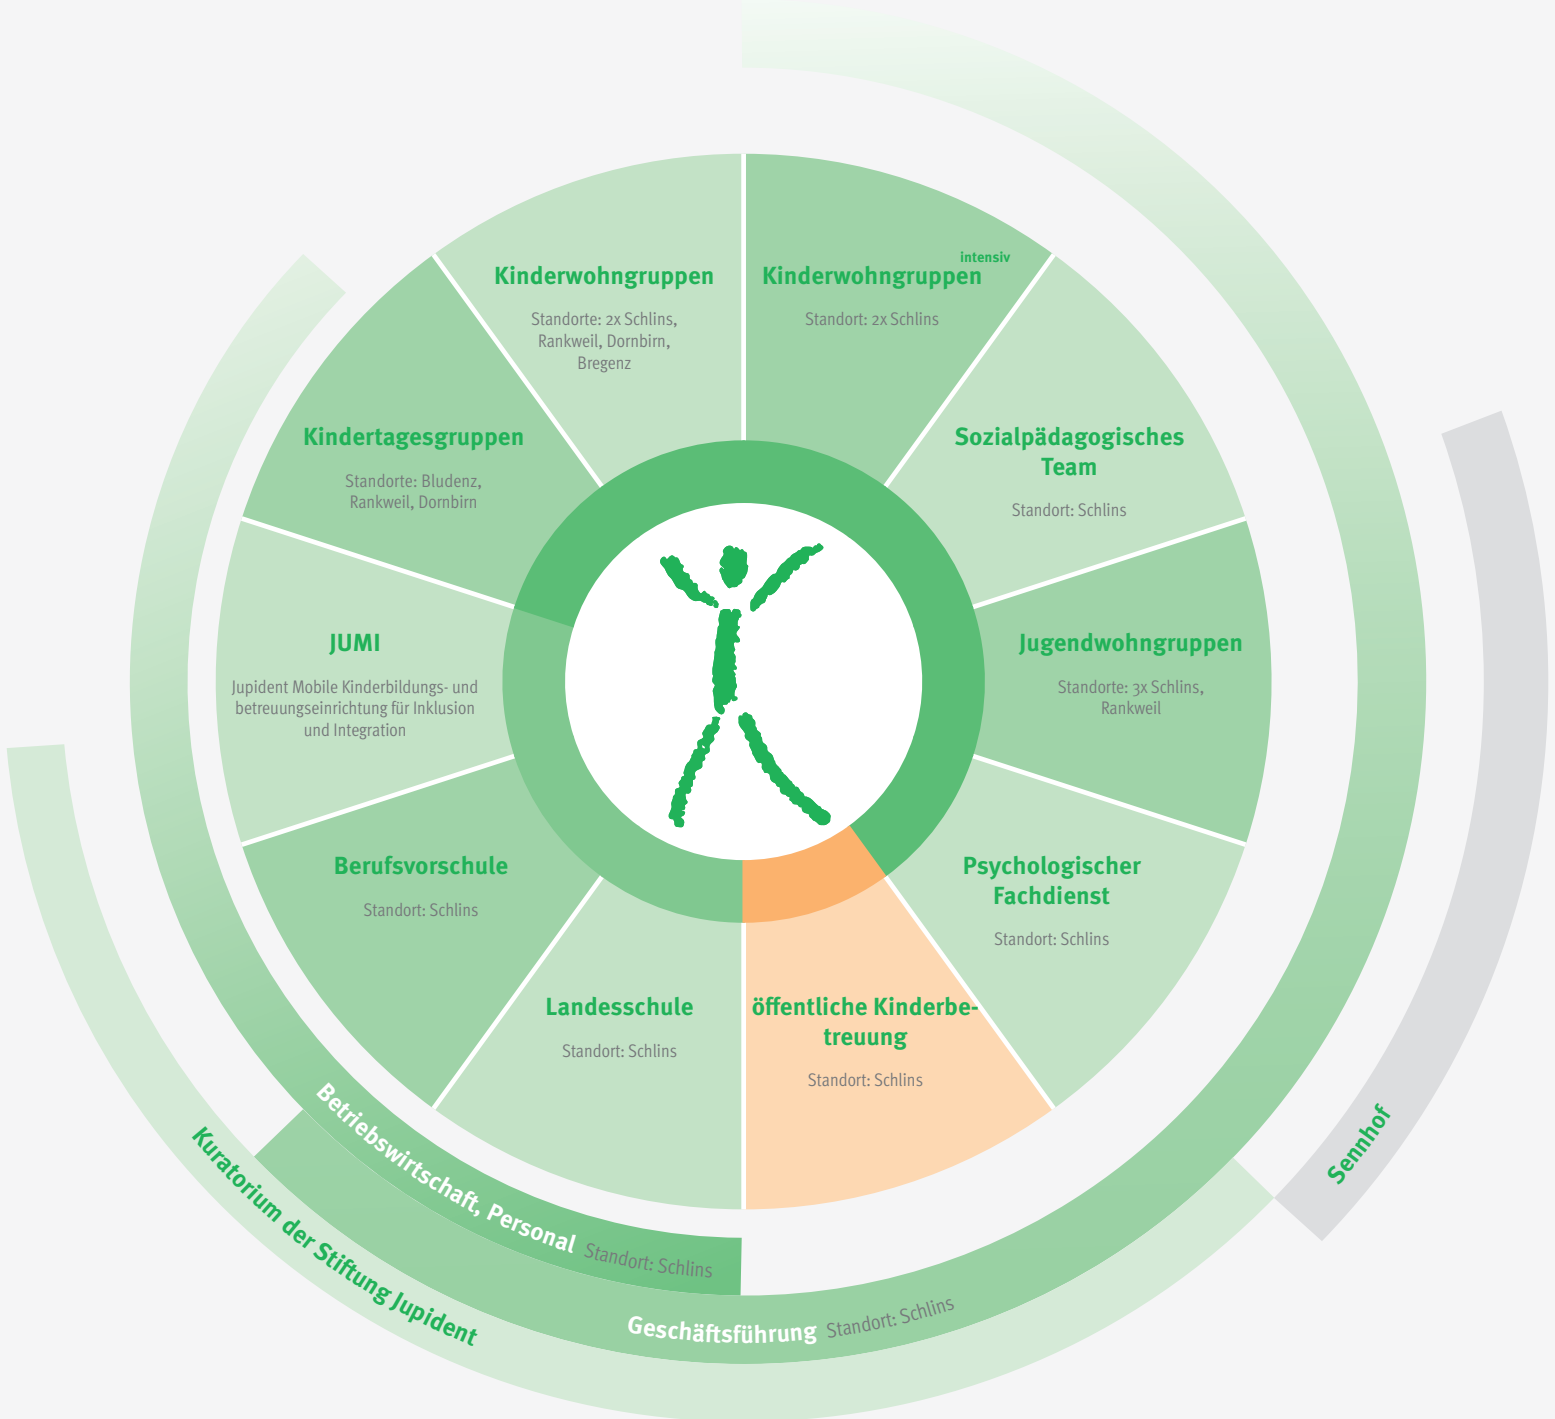 Kinderwohngruppen
Standorte: 2x Schlins,
Rankweil, Dornbirn,
Bregenz
intensiv
Kinderwohngruppen
Standort: 2x Schlins
Sozialpädagogisches
Team
Standort: Schlins
Jugendwohngruppen
Standorte: 3x Schlins,
Rankweil
Psychologischer
Fachdienst
Standort: Schlins
öffentliche Kinderbe-
treuung
Standort: Schlins
Landesschule
Standort: Schlins
Berufsvorschule
Standort: Schlins
JUMI
Jupident Mobile Kinderbildungs- und
betreuungseinrichtung für Inklusion
und Integration
Kindertagesgruppen
Standorte: Bludenz,
Rankweil, Dornbirn
Betriebswirtschaft, Personal Standort: Schlins
Geschäftsführung Standort: Schlins
Kuratorium der Stiftung Jupident
Sennhof